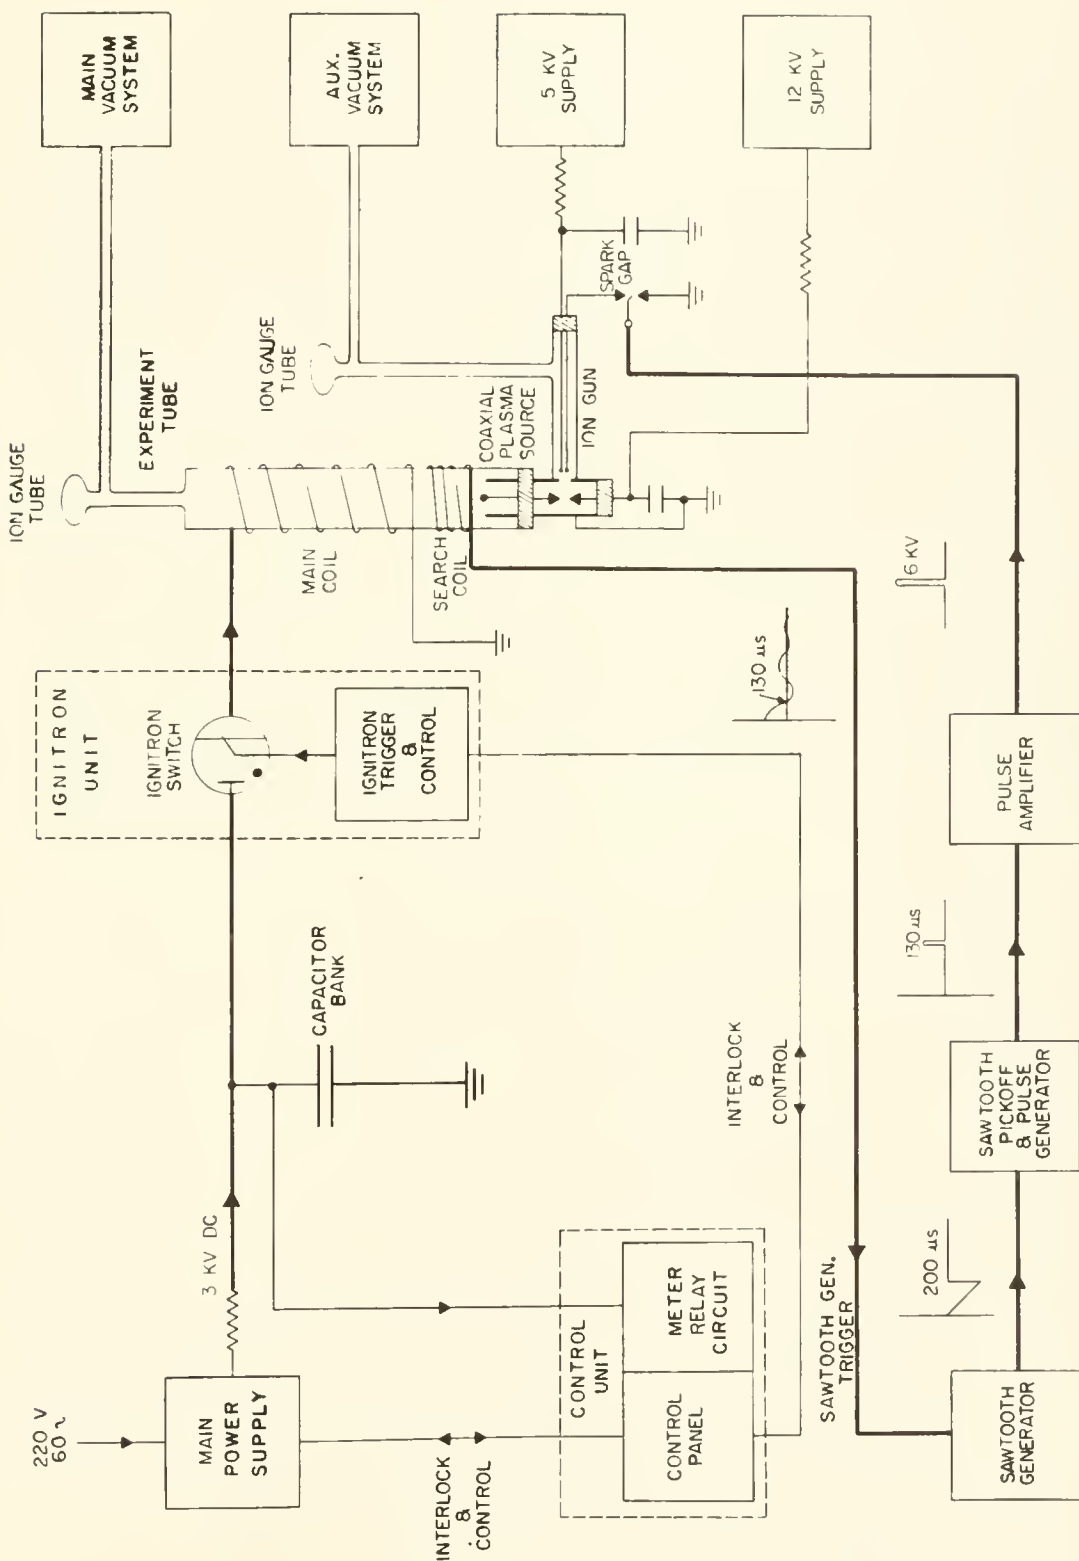 220 V
60 ~
MAIN
POWER
SUPPLY
3 KV DC
CAPACITOR
BANK
IGNITRON
UNIT
IGNITRON
SWITCH
IGNITRON
TRIGGER
&
CONTROL
ION GAUGE
TUBE
EXPERIMENT
TUBE
MAIN
VACUUM
SYSTEM
MAIN
COIL
SEARCH
COIL
ION GAUGE
TUBE
AUX.
VACUUM
SYSTEM
COAXIAL
PLASMA
SOURCE
ION GUN
5 KV
SUPPLY
SPARK
GAP
12 KV
SUPPLY
INTERLOCK
&
CONTROL
CONTROL
UNIT
CONTROL
PANEL
METER
RELAY
CIRCUIT
INTERLOCK
&
CONTROL
130 µs
SAWTOOTH GEN.
TRIGGER
SAWTOOTH
GENERATOR
200 µs
SAWTOOTH
PICKOFF
& PULSE
GENERATOR
130 µs
PULSE
AMPLIFIER
6 KV